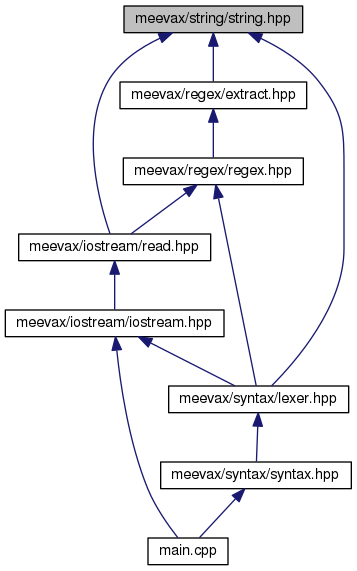 meevax/string/string.hpp
meevax/regex/extract.hpp
meevax/regex/regex.hpp
meevax/iostream/read.hpp
meevax/iostream/iostream.hpp
meevax/syntax/lexer.hpp
meevax/syntax/syntax.hpp
main.cpp